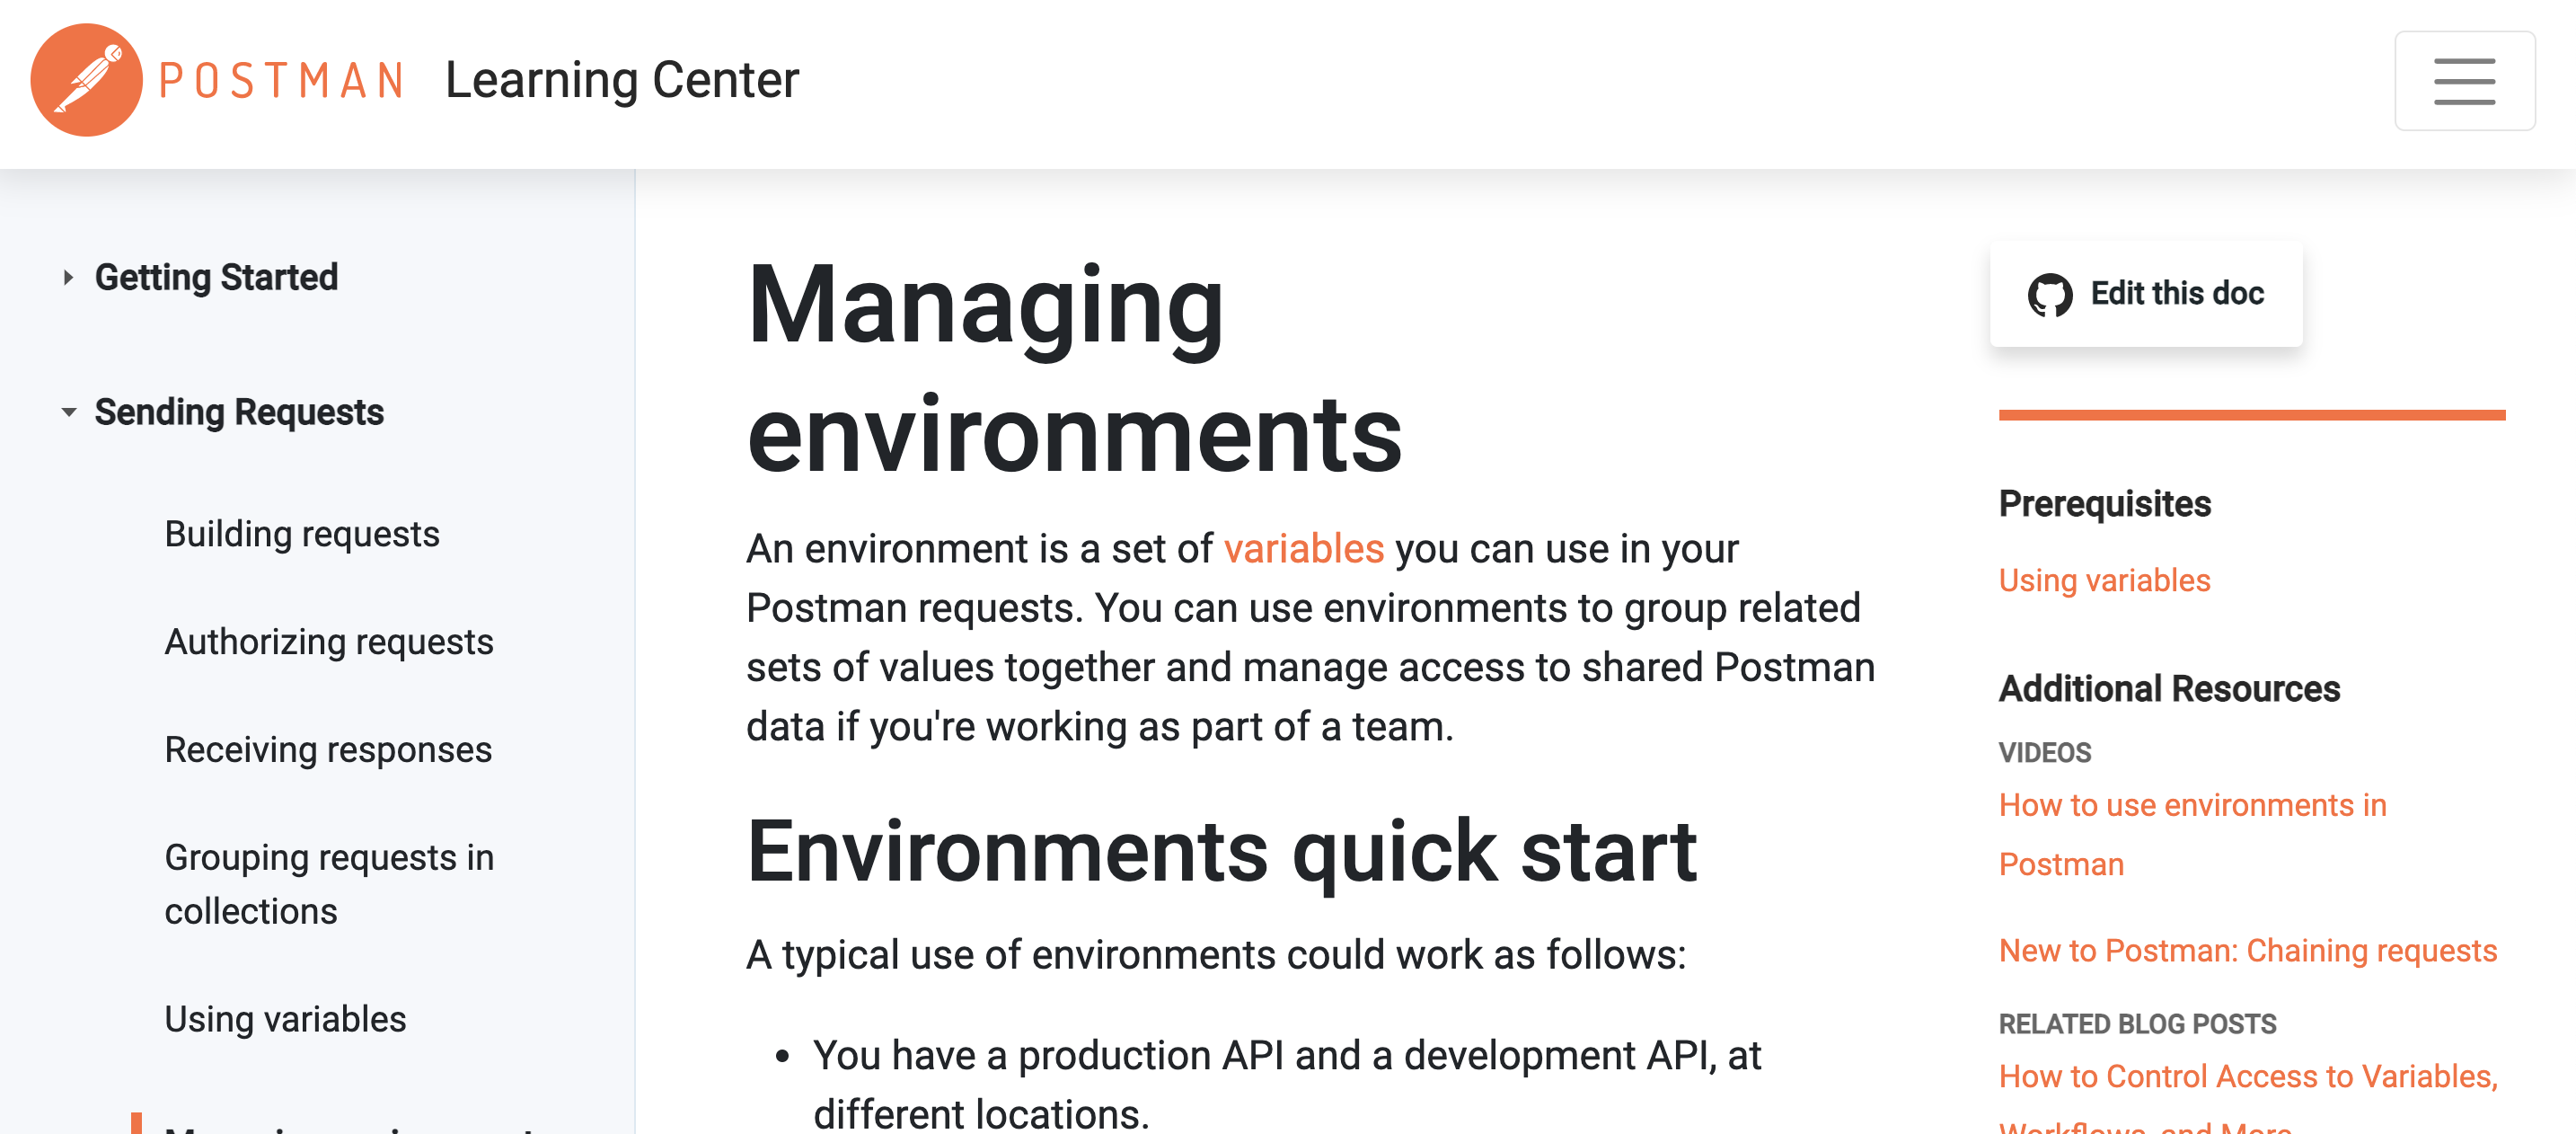 POSTMAN Learning Center
Getting Started
Sending Requests
Building requests
Authorizing requests
Receiving responses
Grouping requests in
collections
Using variables
Managing
environments
An environment is a set of variables you can use in your
Postman requests. You can use environments to group related
sets of values together and manage access to shared Postman
data if you're working as part of a team.
Environments quick start
A typical use of environments could work as follows:
• You have a production API and a development API, at
different locations.
Edit this doc
Prerequisites
Using variables
Additional Resources
VIDEOS
How to use environments in
Postman
New to Postman: Chaining requests
RELATED BLOG POSTS
How to Control Access to Variables,
Workflows, and More